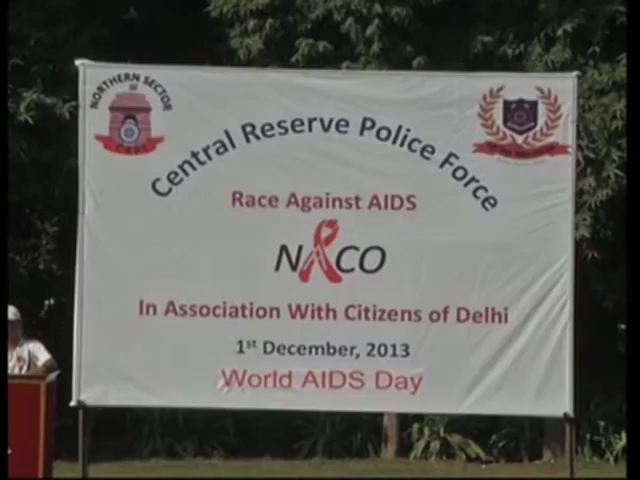 NORTHERN SECTOR
Central Reserve Police Force
Race Against AIDS
NACO
In Association With Citizens of Delhi
1st December, 2013
World AIDS Day